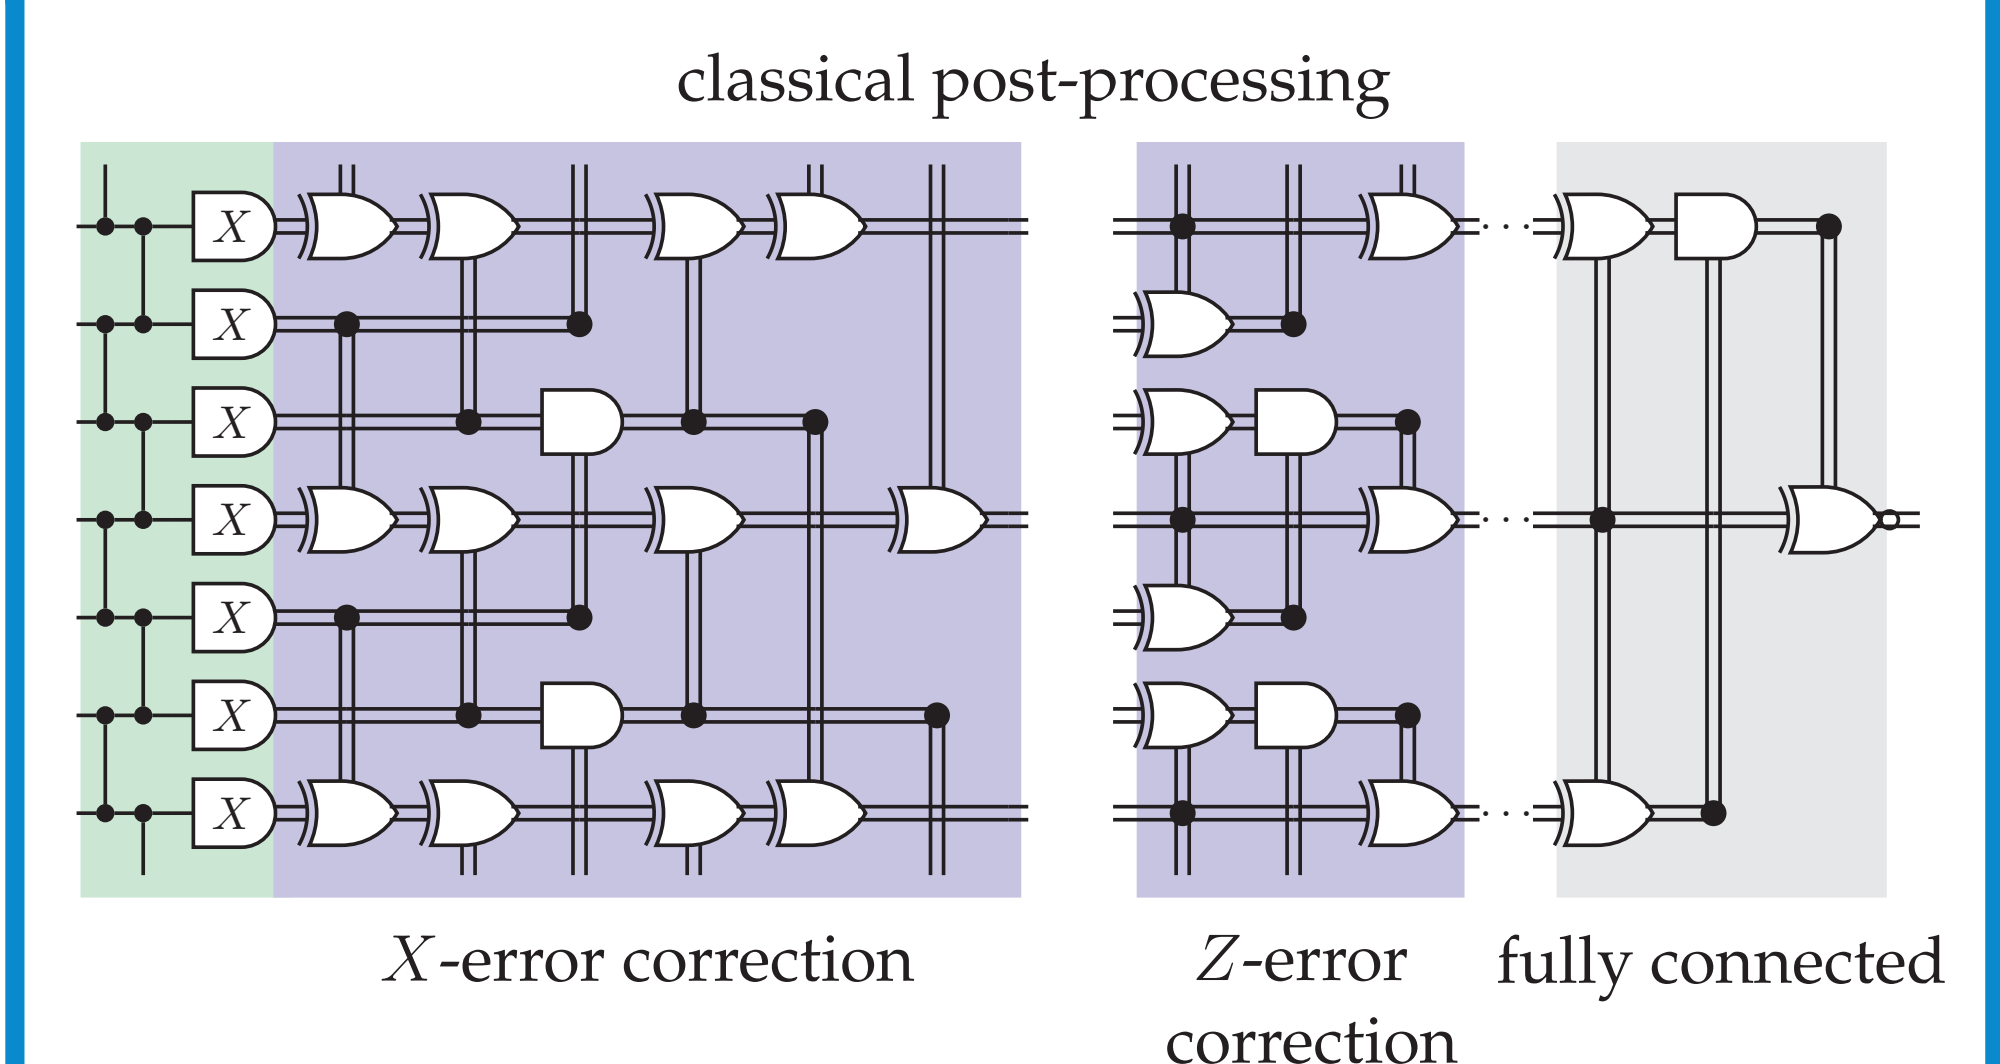 classical post-processing
X
X
X
X
X
X
X
. . .
. . .
. . .
X-error correction
Z-error
correction
fully connected